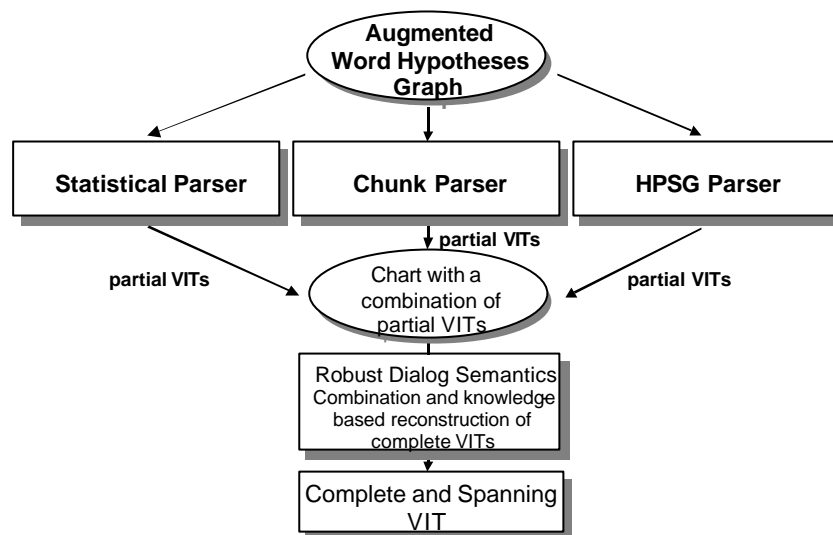 Augmented
Word Hypotheses
Graph
Statistical Parser
Chunk Parser
HPSG Parser
partial VITs
partial VITs
partial VITs
Chart with a
combination of
partial VITs
Robust Dialog Semantics
Combination and knowledge-
based reconstruction of
complete VITs
Complete and Spanning
VIT